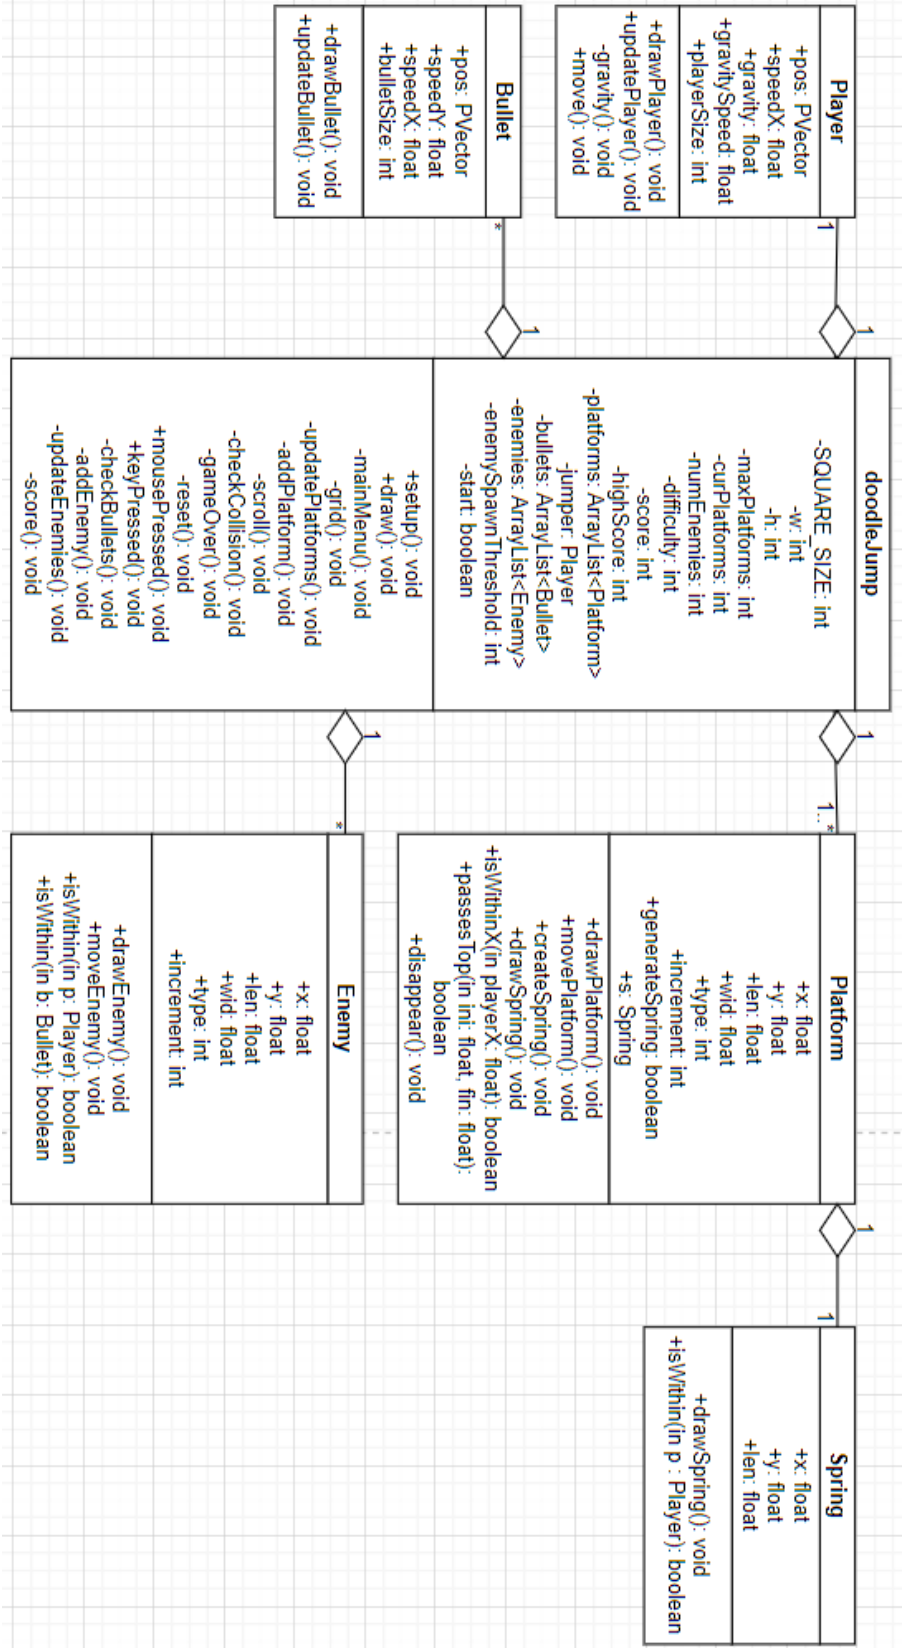 Player
+pos: PVector
+speedX: float
+gravity: float
+gravitySpeed: float
+playerSize: int
+drawPlayer(): void
+updatePlayer(): void
-gravity(): void
+move(): void
1
1
Bullet
+pos: PVector
+speedY: float
+speedX: float
+bulletSize: int
+drawBullet(): void
+updateBullet(): void
*
1
doodleJump
-SQUARE_SIZE: int
-w: int
-h: int
-maxPlatforms: int
-curPlatforms: int
-numEnemies: int
-difficulty: int
-score: int
-highScore: int
-platforms: ArrayList<Platform>
-jumper: Player
-bullets: ArrayList<Bullet>
-enemies: ArrayList<Enemy>
-enemySpawnThreshold: int
-start: boolean
+setup(): void
+draw(): void
-mainMenu(): void
-grid(): void
-updatePlatforms(): void
-addPlatform(): void
-scroll(): void
-checkCollision(): void
-gameOver(): void
-reset(): void
+mousePressed(): void
+keyPressed(): void
-checkBullets(): void
-addEnemy(): void
-updateEnemies(): void
-score(): void
1
1..*
Platform
+x: float
+y: float
+len: float
+wid: float
+type: int
+increment: int
+generateSpring: boolean
+s: Spring
+drawPlatform(): void
+movePlatform(): void
+createSpring(): void
+drawSpring(): void
+isWithinX(in playerX: float): boolean
+passesTop(in ini: float, fin: float):
boolean
+disappear(): void
1
*
Enemy
+x: float
+y: float
+len: float
+wid: float
+type: int
+increment: int
+drawEnemy(): void
+moveEnemy(): void
+isWithin(in p: Player): boolean
+isWithin(in b: Bullet): boolean
1
1
Spring
+x: float
+y: float
+len: float
+drawSpring(): void
+isWithin(in p : Player): boolean